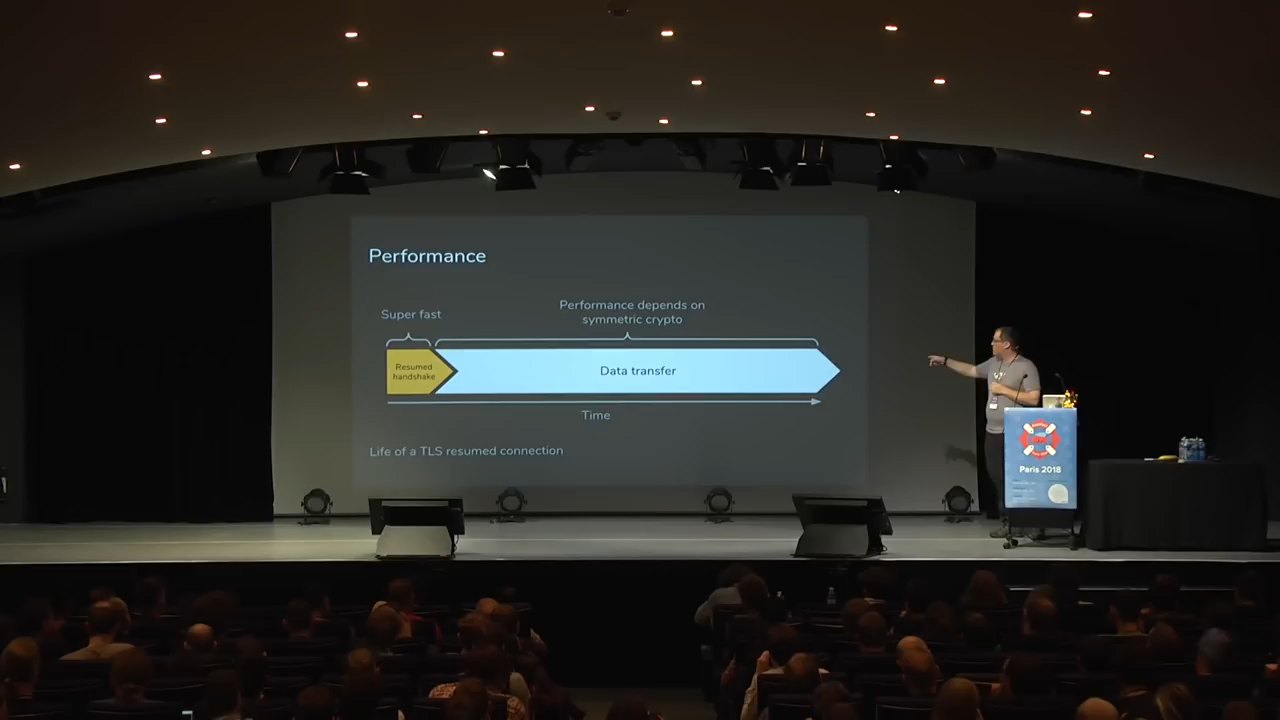 Performance
Super fast
Performance depends on
symmetric crypto
Resumed
handshake
Data transfer
Time
Life of a TLS resumed connection
Paris 2018